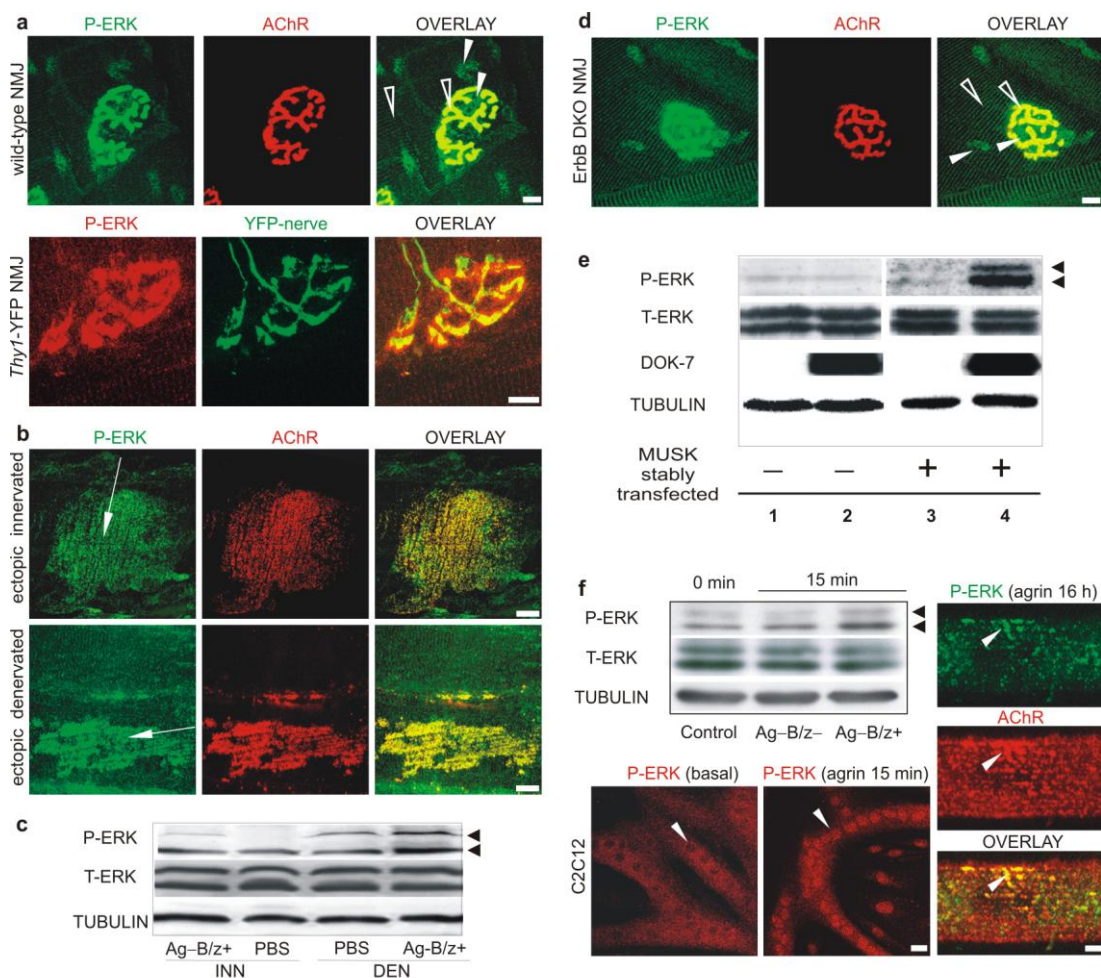 a
P-ERK AChR OVERLAY
wild-type NMJ
P-ERK YFP-nerve OVERLAY
Thy1-YFP NMJ
b
P-ERK AChR OVERLAY
ectopic innervated
ectopic denervated
c
P-ERK
T-ERK
TUBULIN
Ag–B/z+ PBS PBS Ag-B/z+
INN DEN
d
P-ERK AChR OVERLAY
ErbB DKO NMJ
e
P-ERK
T-ERK
DOK-7
TUBULIN
MUSK
stably
transfected
– – + +
1 2 3 4
f
0 min 15 min
P-ERK
T-ERK
TUBULIN
Control Ag–B/z– Ag–B/z+
P-ERK (basal) P-ERK (agrin 15 min)
C2C12
P-ERK (agrin 16 h)
AChR
OVERLAY